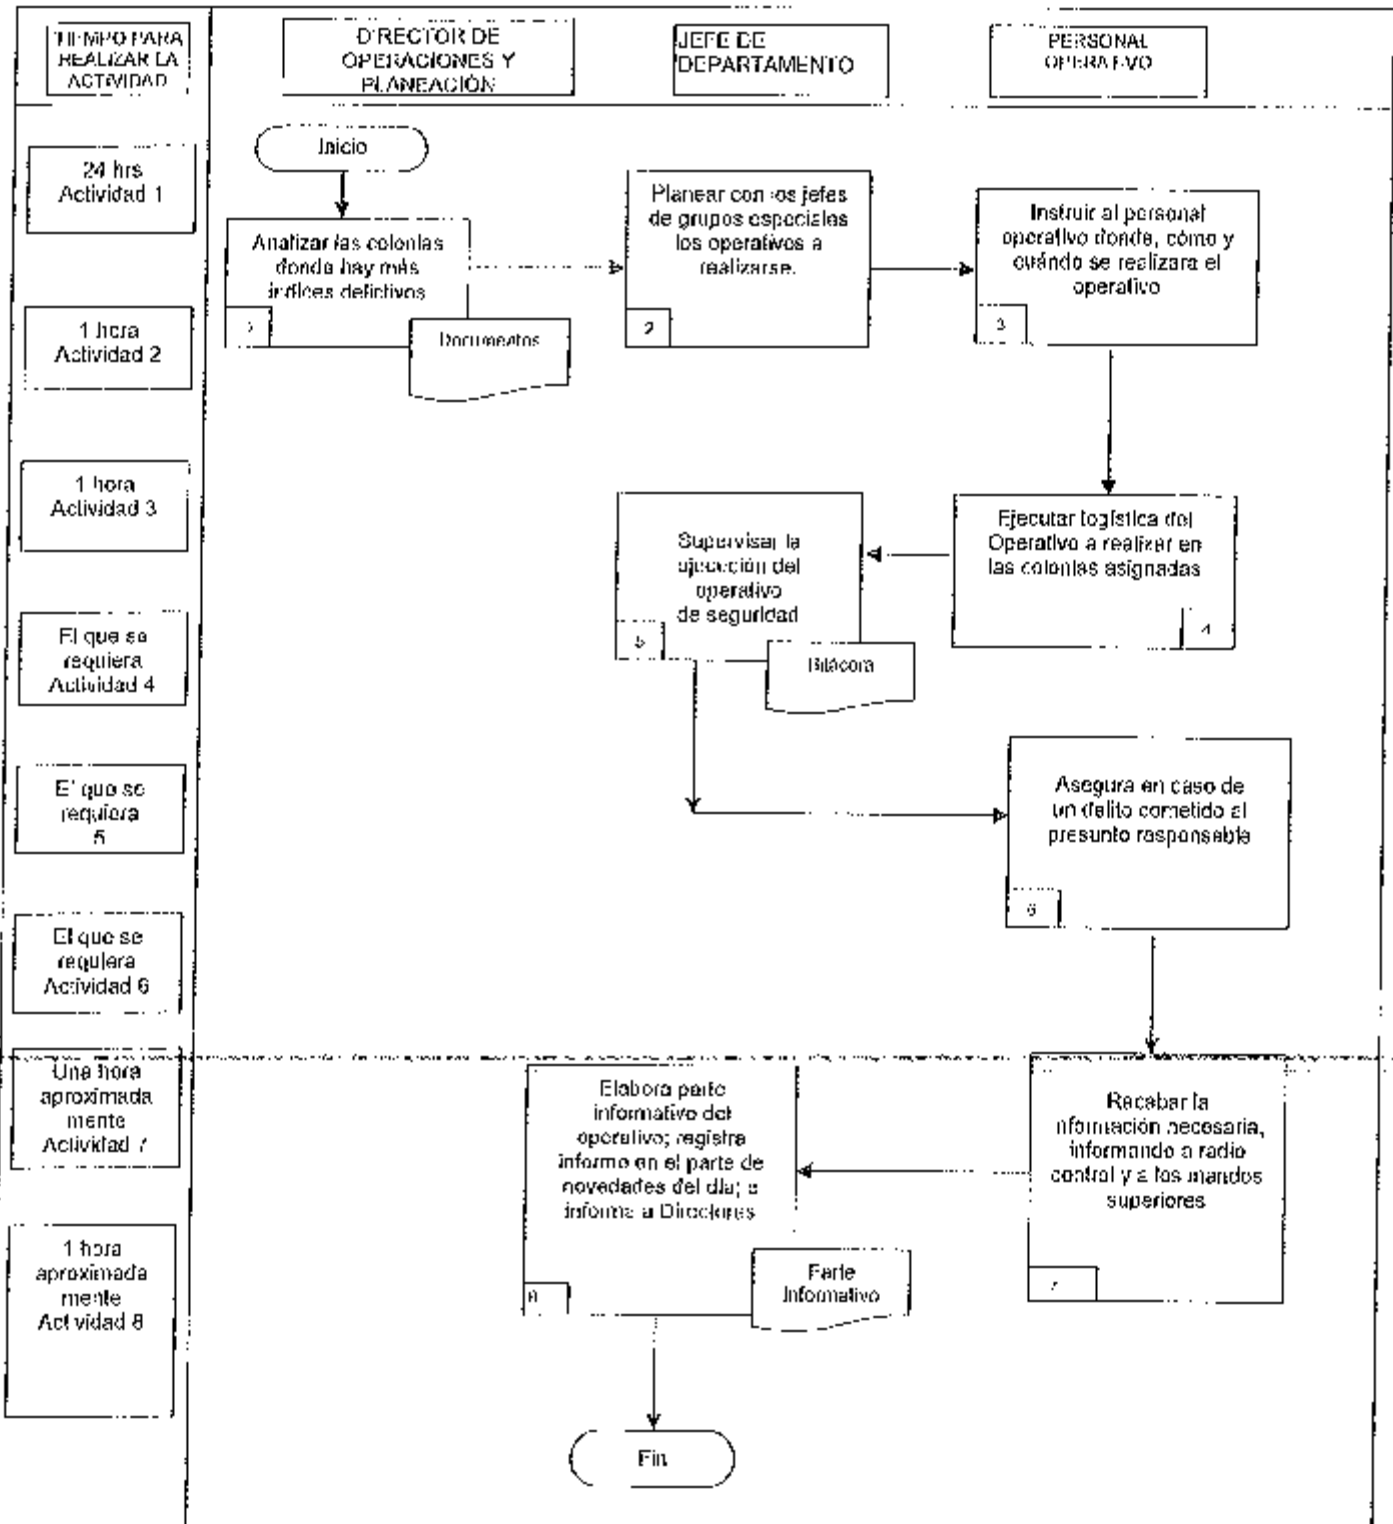 TIEMPO PARA
REALIZAR LA
ACTIVIDAD
DIRECTOR DE
OPERACIONES Y
PLANEACIÓN
JEFE DE
DEPARTAMENTO
PERSONAL
OPERATIVO
24 hrs
Actividad 1
1 hora
Actividad 2
1 hora
Actividad 3
El que se
requiera
Actividad 4
El que se
requiera
5
El que se
requiera
Actividad 6
Una hora
aproximada
mente
Actividad 7
1 hora
aproximada
mente
Actividad 8
Inicio
Analizar las colonias
donde hay más
índices delictivos
1
Documentos
Planear con los jefes
de grupos especiales
los operativos a
realizarse.
2
Instruir al personal
operativo donde, cómo y
cuándo se realizara el
operativo
3
Ejecutar logística del
Operativo a realizar en
las colonias asignadas
4
Supervisar la
ejecución del
operativo
de seguridad
5
Bitácora
Asegura en caso de
un delito cometido al
presunto responsable
6
Recabar la
información necesaria,
informando a radio
control y a los mandos
superiores
7
Elabora parte
informativo del
operativo; registra
informe en el parte de
novedades del día; e
informa a Directores
8
Parte
Informativo
Fin